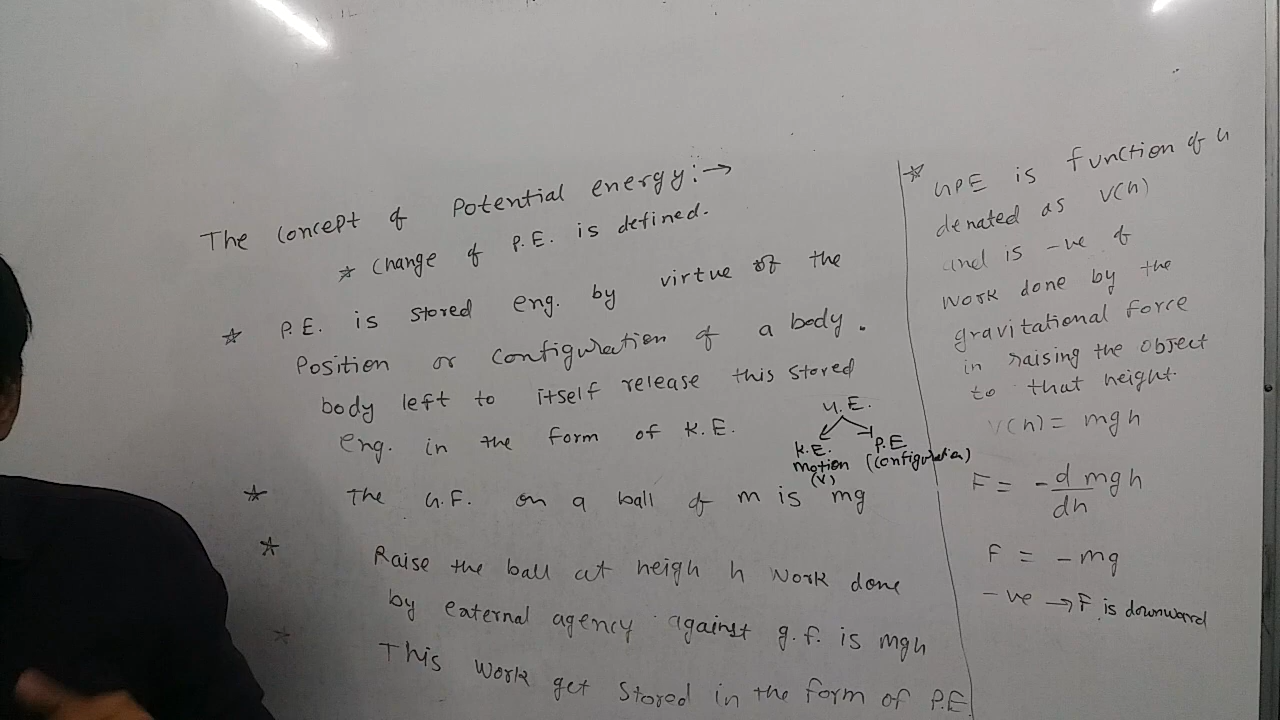 The concept of Potential energy:→
* Change of P.E. is defined.
* P.E. is stored eng. by virtue of the
Position or configuration of a body.
body left to itself release this stored
eng. in the form of K.E.
M.E.
K.E. P.E
motion (configuration)
(V)
* The G.F. on a ball of m is mg
* Raise the ball at heigh h work done
by external agency against g.f. is mgh
* This work get stored in the form of P.E.
* GPE is function of h
denated as V(h)
and is -ve of
work done by the
gravitational force
in raising the object
to that height.
V(h) = mgh
F = - d/dh mgh
F = - mg
-ve → F is downward